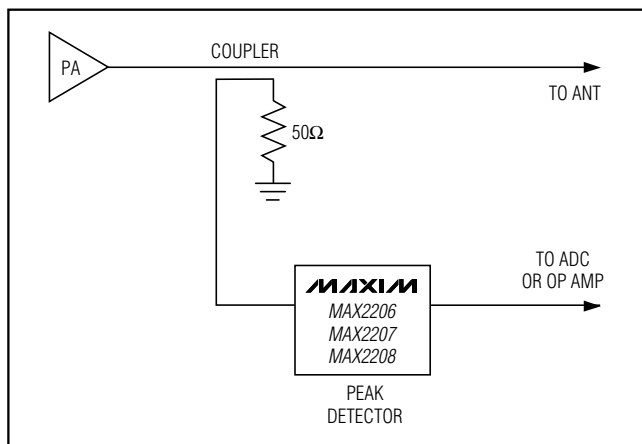 PA
COUPLER
TO ANT
50Ω
TO ADC
OR OP AMP
MAXIM
MAX2206
MAX2207
MAX2208
PEAK
DETECTOR